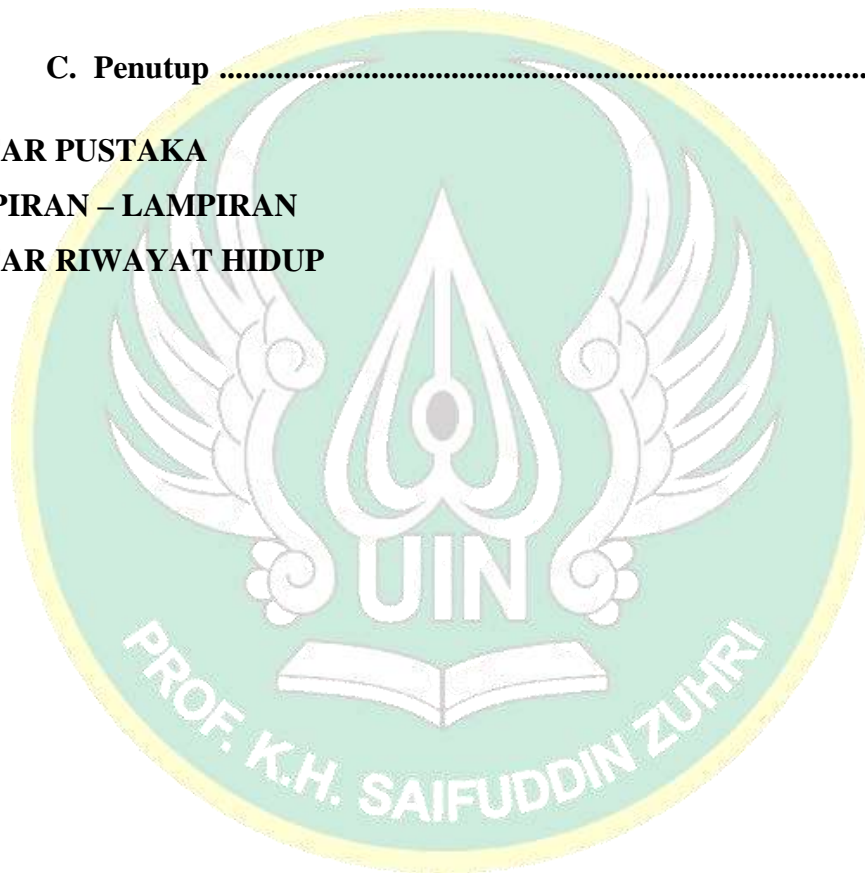 C. Penutup ....................................................................................
AR PUSTAKA
PIRAN – LAMPIRAN
AR RIWAYAT HIDUP
UIN
PROF. K.H. SAIFUDDIN ZUHRI